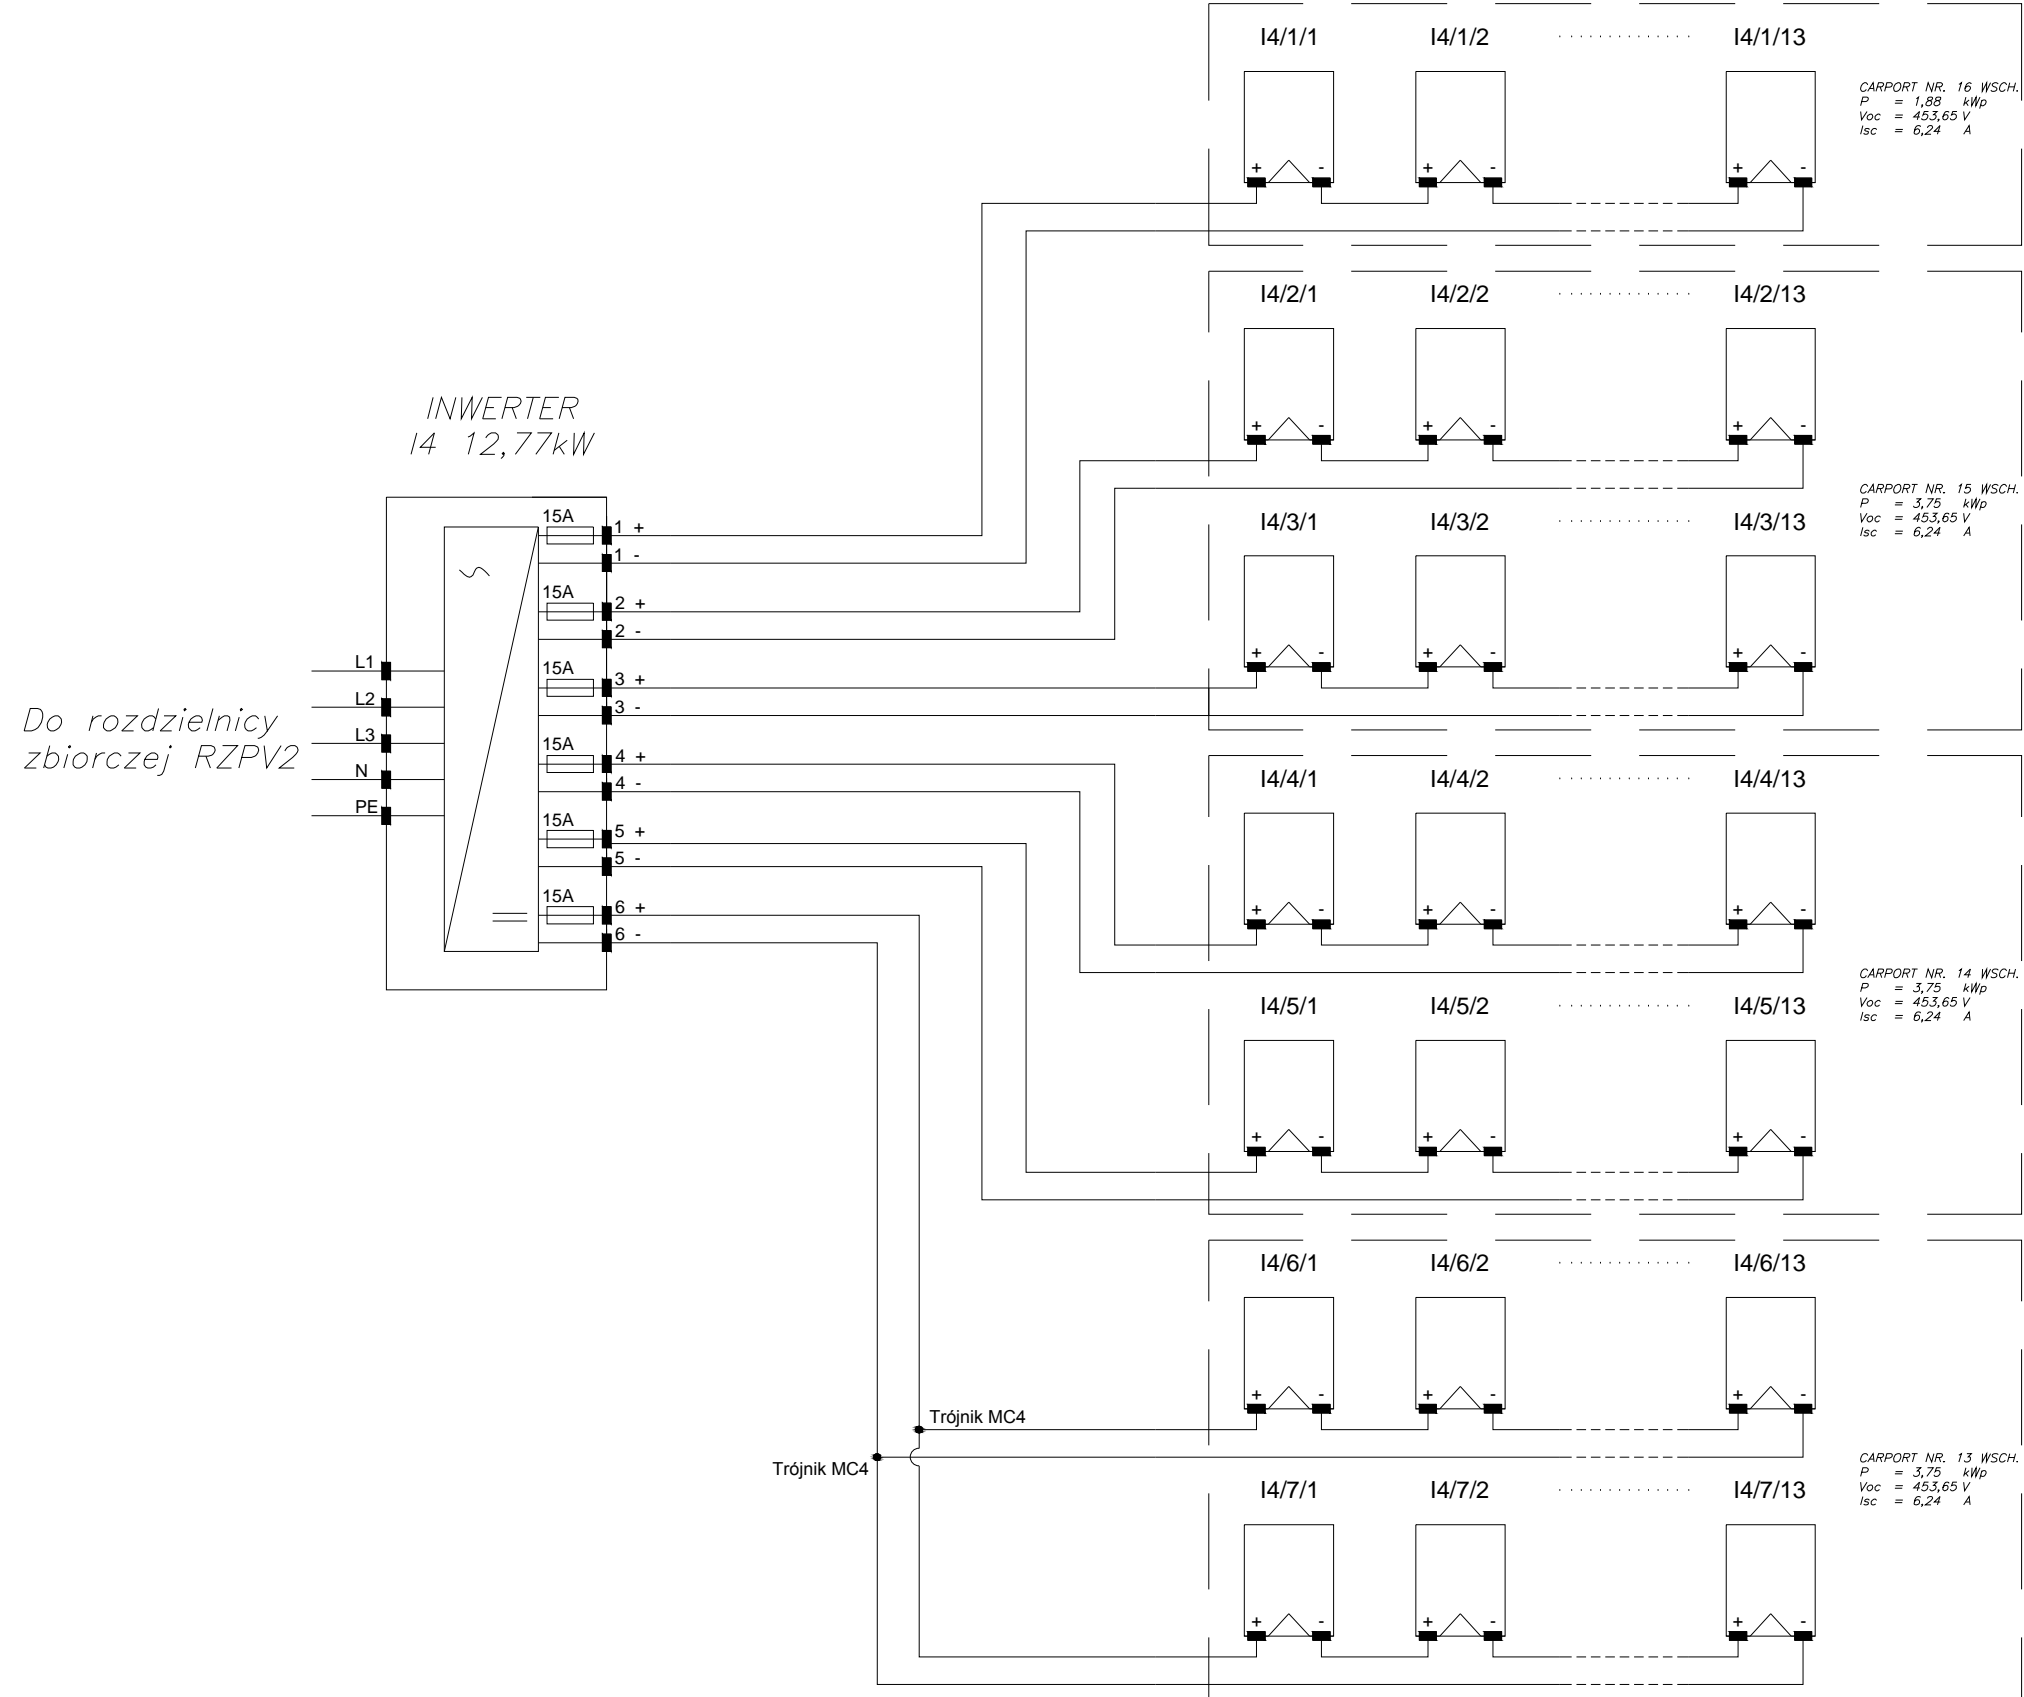 I4/1/1 I4/1/2 ............. I4/1/13
CARPORT NR. 16 WSCH.
P = 1,88 kWp
Voc = 453,65 V
Isc = 6,24 A
+ - + - + -
I4/2/1 I4/2/2 ............. I4/2/13
+ - + - + -
CARPORT NR. 15 WSCH.
P = 3,75 kWp
Voc = 453,65 V
Isc = 6,24 A
I4/3/1 I4/3/2 ............. I4/3/13
+ - + - + -
INWERTER
I4 12,77kW
15A 1 +
1 -
15A 2 +
2 -
15A 3 +
3 -
15A 4 +
4 -
15A 5 +
5 -
15A 6 +
6 -
L1
L2
L3
N
PE
Do rozdzielnicy
zbiorczej RZPV2
I4/4/1 I4/4/2 ............. I4/4/13
+ - + - + -
CARPORT NR. 14 WSCH.
P = 3,75 kWp
Voc = 453,65 V
Isc = 6,24 A
I4/5/1 I4/5/2 ............. I4/5/13
+ - + - + -
I4/6/1 I4/6/2 ............. I4/6/13
+ - + - + -
Trójnik MC4
Trójnik MC4
CARPORT NR. 13 WSCH.
P = 3,75 kWp
Voc = 453,65 V
Isc = 6,24 A
I4/7/1 I4/7/2 ............. I4/7/13
+ - + - + -